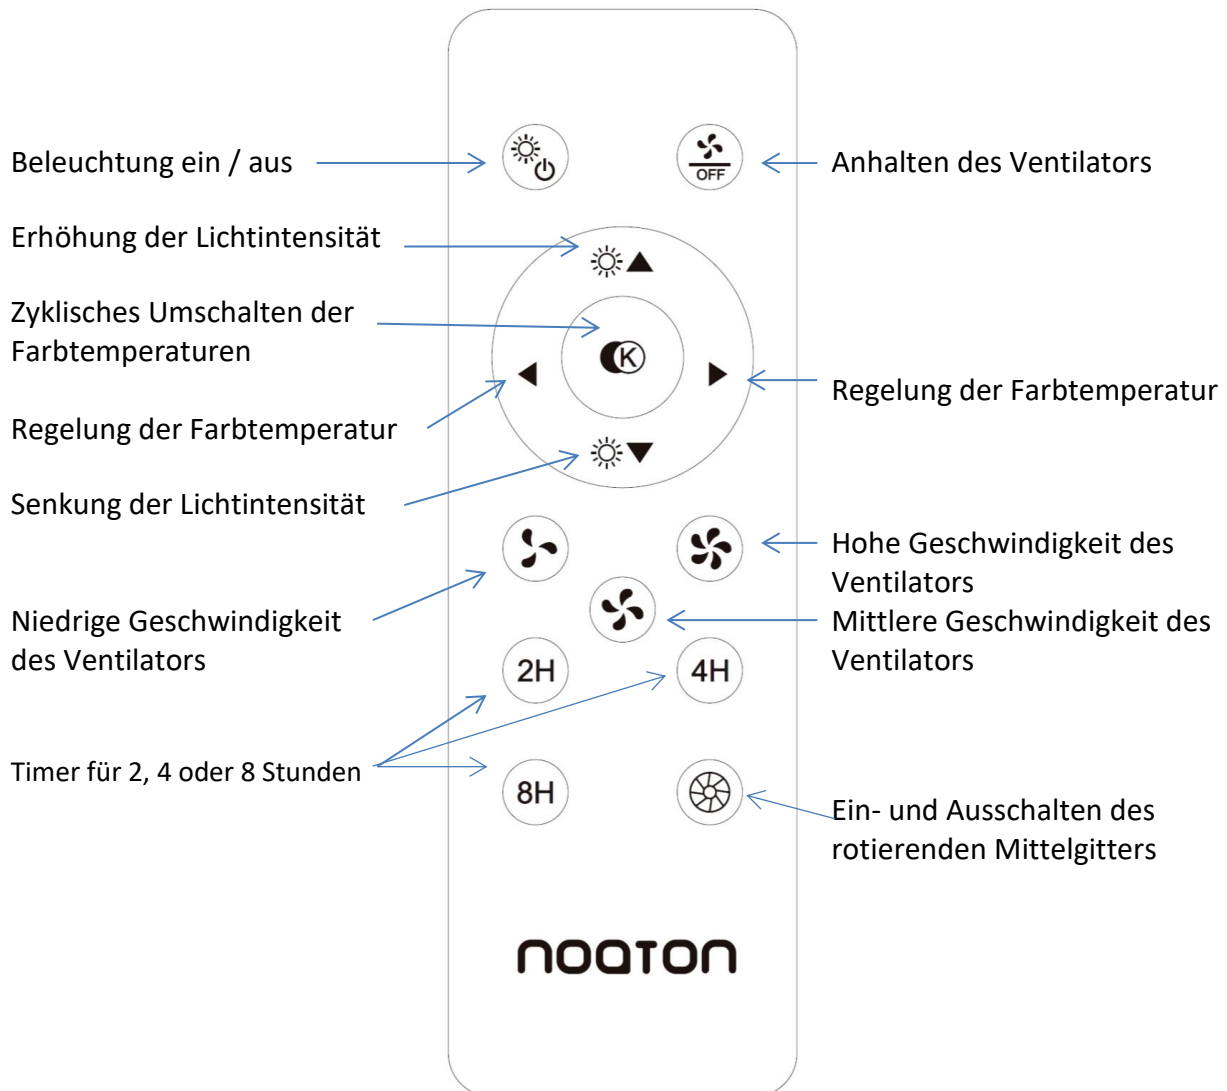 Beleuchtung ein / aus
OFF
Anhalten des Ventilators
Erhöhung der Lichtintensität
Zyklisches Umschalten der
Farbtemperaturen
K
Regelung der Farbtemperatur
Regelung der Farbtemperatur
Senkung der Lichtintensität
Hohe Geschwindigkeit des
Ventilators
Niedrige Geschwindigkeit
des Ventilators
Mittlere Geschwindigkeit des
Ventilators
2H
4H
Timer für 2, 4 oder 8 Stunden
8H
Ein- und Ausschalten des
rotierenden Mittelgitters
noaton